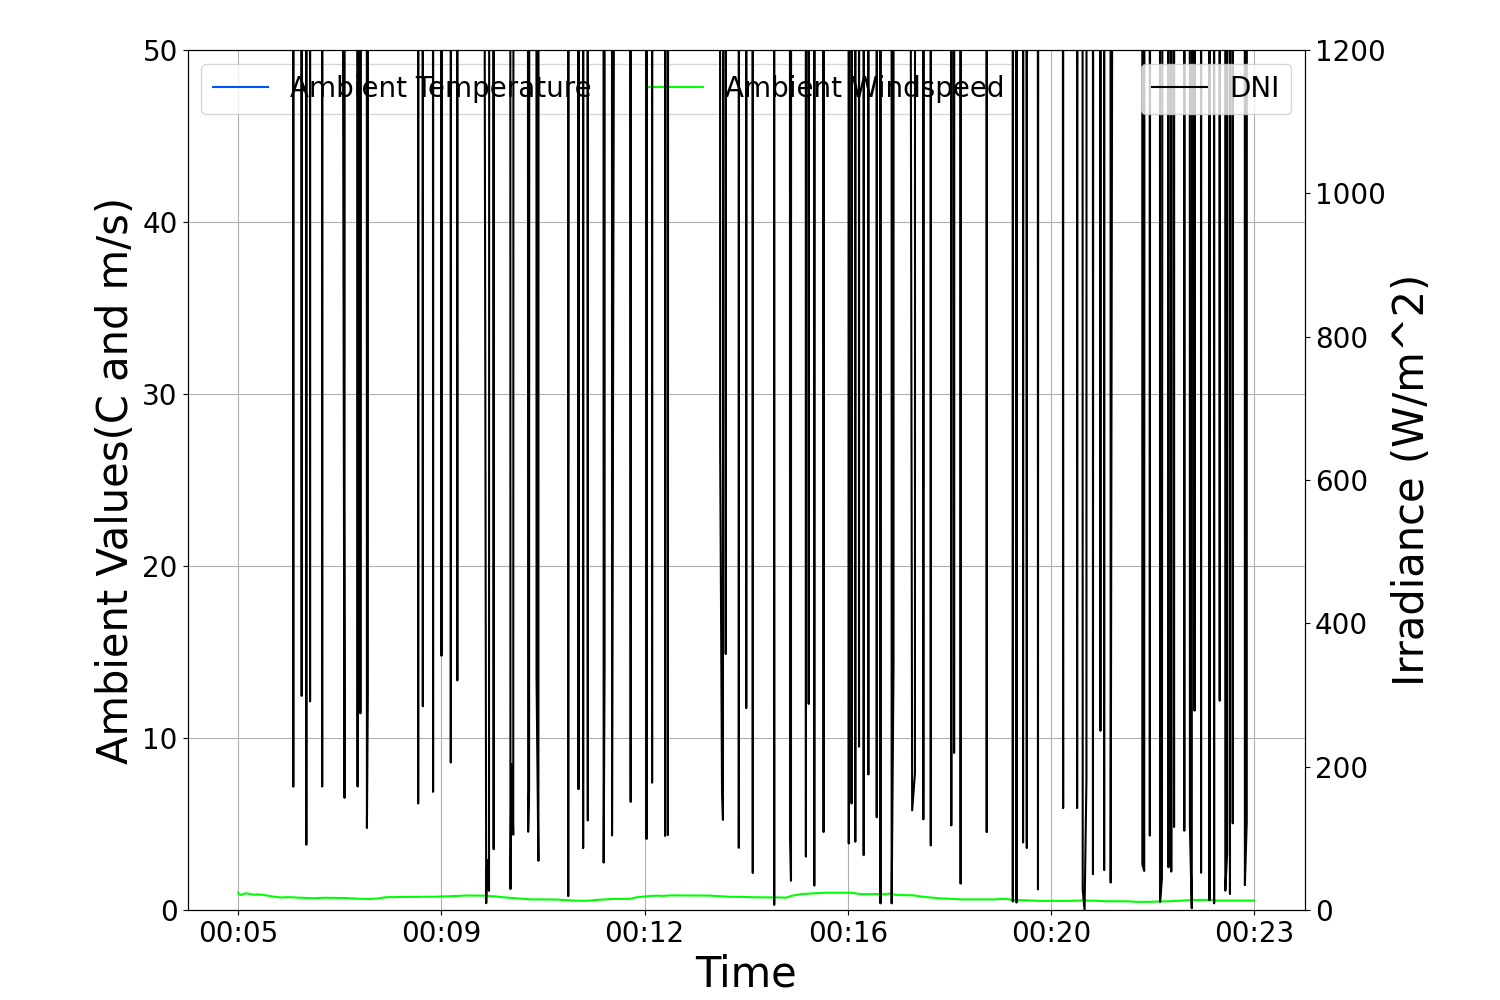 50
40
30
20
10
0
Ambient Values(C and m/s)
Ambient Temperature
Ambient Windspeed
DNI
1200
1000
800
600
400
200
0
Irradiance (W/m^2)
00:05 00:09 00:12 00:16 00:20 00:23
Time